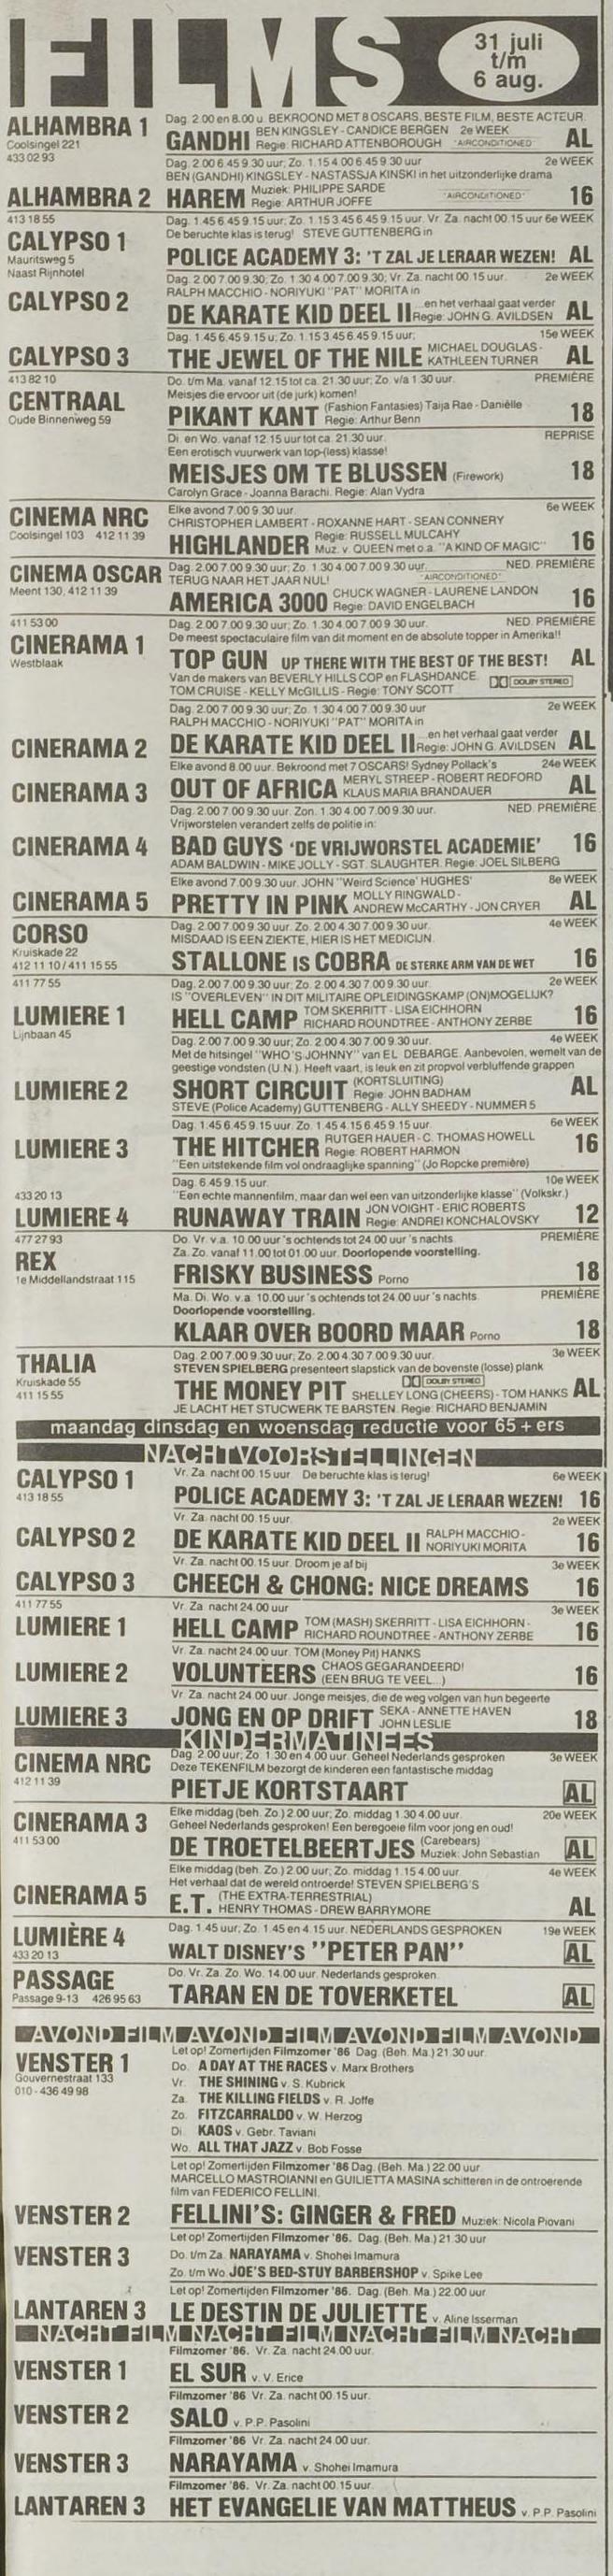 FILMS
31 juli
t/m
6 aug.
Dag. 2.00 en 8.00 u. BEKROOND MET 8 OSCARS, BESTE FILM, BESTE ACTEUR.
ALHAMBRA 1
Coolsingel 221
433 02 93
GANDHI BEN KINGSLEY - CANDICE BERGEN 2e WEEK
Regie: RICHARD ATTENBOROUGH "AIRCONDITIONED" AL
Dag. 2.00 6.45 9.30 uur; Zo. 1.15 4.00 6.45 9.30 uur 2e WEEK
BEN (GANDHI) KINGSLEY - NASTASSJA KINSKI in het uitzonderlijke drama
ALHAMBRA 2 HAREM Muziek: PHILIPPE SARDE
Regie: ARTHUR JOFFE "AIRCONDITIONED" 16
413 18 55
Dag. 1.45 6.45 9.15 uur; Zo. 1.15 3.45 6.45 9.15 uur. Vr. Za. nacht 00.15 uur 6e WEEK
CALYPSO 1
Mauritsweg 5
Naast Rijnhotel
De beruchte klas is terug! STEVE GUTTENBERG in
POLICE ACADEMY 3: 'T ZAL JE LERAAR WEZEN! AL
Dag. 2.00 7.00 9.30; Zo. 1.30 4.00 7.00 9.30; Vr. Za. nacht 00.15 uur. 2e WEEK
RALPH MACCHIO - NORIYUKI "PAT" MORITA in
CALYPSO 2 DE KARATE KID DEEL II ...en het verhaal gaat verder
Regie: JOHN G. AVILDSEN AL
Dag. 1.45 6.45 9.15 u; Zo. 1.15 3.45 6.45 9.15 uur; 15e WEEK
CALYPSO 3 THE JEWEL OF THE NILE MICHAEL DOUGLAS -
KATHLEEN TURNER AL
413 82 10
Do. t/m Ma. vanaf 12.15 tot ca. 21.30 uur; Zo. v/a 1.30 uur. PREMIÈRE
CENTRAAL
Oude Binnenweg 59
Meisjes die ervoor uit (de jurk) komen!
PIKANT KANT (Fashion Fantasies) Taija Rae - Daniëlle
Regie: Arthur Benn 18
Di. en Wo. vanaf 12.15 uur tot ca. 21.30 uur. REPRISE
Een erotisch vuurwerk van top-(less) klasse!
MEISJES OM TE BLUSSEN (Firework) 18
Carolyn Grace - Joanna Barachi. Regie: Alan Vydra
CINEMA NRC
Coolsingel 103 412 11 39
Elke avond 7.00 9.30 uur. 6e WEEK
CHRISTOPHER LAMBERT - ROXANNE HART - SEAN CONNERY
HIGHLANDER Regie: RUSSELL MULCAHY
Muz. v. QUEEN met o.a. "A KIND OF MAGIC" 16
CINEMA OSCAR
Meent 130, 412 11 39
Dag. 2.00 7.00 9.30 uur; Zo. 1.30 4.00 7.00 9.30 uur. NED. PREMIÈRE
TERUG NAAR HET JAAR NUL! "AIRCONDITIONED"
AMERICA 3000 CHUCK WAGNER - LAURENE LANDON
Regie: DAVID ENGELBACH 16
411 53 00
Dag. 2.00 7.00 9.30 uur; Zo. 1.30 4.00 7.00 9.30 uur. NED. PREMIÈRE
CINERAMA 1
Westblaak
De meest spectaculaire film van dit moment en de absolute topper in Amerika!!
TOP GUN UP THERE WITH THE BEST OF THE BEST! AL
Van de makers van BEVERLY HILLS COP en FLASHDANCE. DOLBY STEREO
TOM CRUISE - KELLY McGILLIS - Regie: TONY SCOTT
Dag. 2.00 7.00 9.30 uur; Zo. 1.30 4.00 7.00 9.30 uur 2e WEEK
RALPH MACCHIO - NORIYUKI "PAT" MORITA in
CINERAMA 2 DE KARATE KID DEEL II ...en het verhaal gaat verder
Regie: JOHN G. AVILDSEN AL
Elke avond 8.00 uur. Bekroond met 7 OSCARS! Sydney Pollack's 24e WEEK
CINERAMA 3 OUT OF AFRICA MERYL STREEP - ROBERT REDFORD
KLAUS MARIA BRANDAUER AL
Dag. 2.00 7.00 9.30 uur. Zon. 1.30 4.00 7.00 9.30 uur. NED. PREMIÈRE
Vrijworstelen verandert zelfs de politie in:
CINERAMA 4 BAD GUYS 'DE VRIJWORSTEL ACADEMIE' 16
ADAM BALDWIN - MIKE JOLLY - SGT. SLAUGHTER. Regie: JOEL SILBERG
Elke avond 7.00 9.30 uur. JOHN "Weird Science' HUGHES' 8e WEEK
CINERAMA 5 PRETTY IN PINK MOLLY RINGWALD -
ANDREW McCARTHY - JON CRYER AL
CORSO
Kruiskade 22
412 11 10 / 411 15 55
Dag. 2.00 7.00 9.30 uur. Zo. 2.00 4.30 7.00 9.30 uur. 4e WEEK
MISDAAD IS EEN ZIEKTE, HIER IS HET MEDICIJN.
STALLONE IS COBRA DE STERKE ARM VAN DE WET 16
411 77 55
Dag. 2.00 7.00 9.30 uur; Zo. 2.00 4.30 7.00 9.30 uur. 2e WEEK
IS "OVERLEVEN" IN DIT MILITAIRE OPLEIDINGSKAMP (ON)MOGELIJK?
LUMIERE 1
Lijnbaan 45
HELL CAMP TOM SKERRITT - LISA EICHHORN
RICHARD ROUNDTREE - ANTHONY ZERBE 16
Dag. 2.00 7.00 9.30 uur; Zo. 2.00 4.30 7.00 9.30 uur 4e WEEK
Met de hitsingel "WHO'S JOHNNY" van EL DEBARGE. Aanbevolen, wemelt van de
geestige vondsten (U.N.). Heeft vaart, is leuk en zit propvol verbluffende grappen
LUMIERE 2 SHORT CIRCUIT (KORTSLUITING)
Regie: JOHN BADHAM AL
STEVE (Police Academy) GUTTENBERG - ALLY SHEEDY - NUMMER 5
Dag. 1.45 6.45 9.15 uur. Zo. 1.45 4.15 6.45 9.15 uur. 6e WEEK
LUMIERE 3 THE HITCHER RUTGER HAUER - C. THOMAS HOWELL
Regie: ROBERT HARMON 16
"Een uitstekende film vol ondraaglijke spanning" (Jo Röpcke première)
Dag. 6.45 9.15 uur. 10e WEEK
433 20 13
"Een echte mannenfilm, maar dan wel een van uitzonderlijke klasse" (Volkskr.)
LUMIERE 4 RUNAWAY TRAIN JON VOIGHT - ERIC ROBERTS
Regie: ANDREI KONCHALOVSKY 12
477 27 93
Do. Vr. v.a. 10.00 uur 's ochtends tot 24.00 uur 's nachts. PREMIÈRE
REX
1e Middellandstraat 115
Za. Zo. vanaf 11.00 tot 01.00 uur. Doorlopende voorstelling.
FRISKY BUSINESS Porno 18
Ma. Di. Wo. v.a. 10.00 uur 's ochtends tot 24.00 uur 's nachts. PREMIÈRE
Doorlopende voorstelling.
KLAAR OVER BOORD MAAR Porno 18
THALIA
Kruiskade 55
411 15 55
Dag. 2.00 7.00 9.30 uur; Zo. 2.00 4.30 7.00 9.30 uur. 3e WEEK
STEVEN SPIELBERG presenteert slapstick van de bovenste (losse) plank
DOLBY STEREO
THE MONEY PIT SHELLEY LONG (CHEERS) - TOM HANKS AL
JE LACHT HET STUCWERK TE BARSTEN. Regie: RICHARD BENJAMIN
maandag dinsdag en woensdag reductie voor 65+ers
NACHTVOORSTELLINGEN
CALYPSO 1
413 18 55
Vr. Za. nacht 00.15 uur De beruchte klas is terug! 6e WEEK
POLICE ACADEMY 3: 'T ZAL JE LERAAR WEZEN! 16
Vr. Za. nacht 00.15 uur. 2e WEEK
CALYPSO 2 DE KARATE KID DEEL II RALPH MACCHIO -
NORIYUKI MORITA 16
Vr. Za. nacht 00.15 uur. Droom je af bij 3e WEEK
CALYPSO 3 CHEECH & CHONG: NICE DREAMS 16
411 77 55
Vr. Za. nacht 24.00 uur 3e WEEK
LUMIERE 1 HELL CAMP TOM (MASH) SKERRITT - LISA EICHHORN -
RICHARD ROUNDTREE - ANTHONY ZERBE 16
Vr. Za. nacht 24.00 uur. TOM (Money Pit) HANKS
LUMIERE 2 VOLUNTEERS CHAOS GEGARANDEERD!
(EEN BRUG TE VEEL...) 16
Vr. Za. nacht 24.00 uur. Jonge meisjes, die de weg volgen van hun begeerte
LUMIERE 3 JONG EN OP DRIFT SEKA - ANNETTE HAVEN
JOHN LESLIE 18
KINDERMATINEES
CINEMA NRC
412 11 39
Dag. 2.00 uur; Zo. 1.30 en 4.00 uur. Geheel Nederlands gesproken 3e WEEK
Deze TEKENFILM bezorgt de kinderen een fantastische middag
PIETJE KORTSTAART AL
CINERAMA 3
411 53 00
Elke middag (beh. Zo.) 2.00 uur; Zo. middag 1.30 4.00 uur. 20e WEEK
Geheel Nederlands gesproken! Een beregoeie film voor jong en oud!
DE TROETELBEERTJES (Carebears)
Muziek: John Sebastian AL
Elke middag (beh. Zo.) 2.00 uur; Zo. middag 1.15 4.00 uur. 4e WEEK
Het verhaal dat de wereld ontroerde! STEVEN SPIELBERG'S
CINERAMA 5 E.T. (THE EXTRA-TERRESTRIAL)
HENRY THOMAS - DREW BARRYMORE AL
LUMIÈRE 4
433 20 13
Dag. 1.45 uur; Zo. 1.45 en 4.15 uur. NEDERLANDS GESPROKEN 19e WEEK
WALT DISNEY'S "PETER PAN" AL
PASSAGE
Passage 9-13 426 95 63
Do. Vr. Za. Zo. Wo. 14.00 uur. Nederlands gesproken.
TARAN EN DE TOVERKETEL AL
AVOND FILM AVOND FILM AVOND FILM AVOND
VENSTER 1
Gouvernestraat 133
010 - 436 49 98
Let op! Zomertijden Filmzomer '86 Dag. (Beh. Ma.) 21.30 uur.
Do. A DAY AT THE RACES v. Marx Brothers
Vr. THE SHINING v. S. Kubrick
Za. THE KILLING FIELDS v. R. Joffe
Zo. FITZCARRALDO v. W. Herzog
Di. KAOS v. Gebr. Taviani
Wo. ALL THAT JAZZ v. Bob Fosse
Let op! Zomertijden Filmzomer '86 Dag. (Beh. Ma.) 22.00 uur.
MARCELLO MASTROIANNI en GUILIETTA MASINA schitteren in de ontroerende
film van FEDERICO FELLINI.
VENSTER 2 FELLINI'S: GINGER & FRED Muziek: Nicola Piovani
Let op! Zomertijden Filmzomer '86. Dag. (Beh. Ma.) 21.30 uur
VENSTER 3 Do. t/m Za. NARAYAMA v. Shohei Imamura
Zo. t/m Wo. JOE'S BED-STUY BARBERSHOP v. Spike Lee
Let op! Zomertijden Filmzomer '86. Dag. (Beh. Ma.) 22.00 uur.
LANTAREN 3 LE DESTIN DE JULIETTE v. Aline Isserman
NACHT FILM NACHT FILM NACHT FILM NACHT
Filmzomer '86. Vr. Za. nacht 24.00 uur.
VENSTER 1 EL SUR v. V. Erice
Filmzomer '86 Vr. Za. nacht 00.15 uur.
VENSTER 2 SALO v. P.P. Pasolini
Filmzomer '86 Vr. Za. nacht 24.00 uur.
VENSTER 3 NARAYAMA v. Shohei Imamura
Filmzomer '86. Vr. Za. nacht 00.15 uur.
LANTAREN 3 HET EVANGELIE VAN MATTHEUS v. P.P. Pasolini